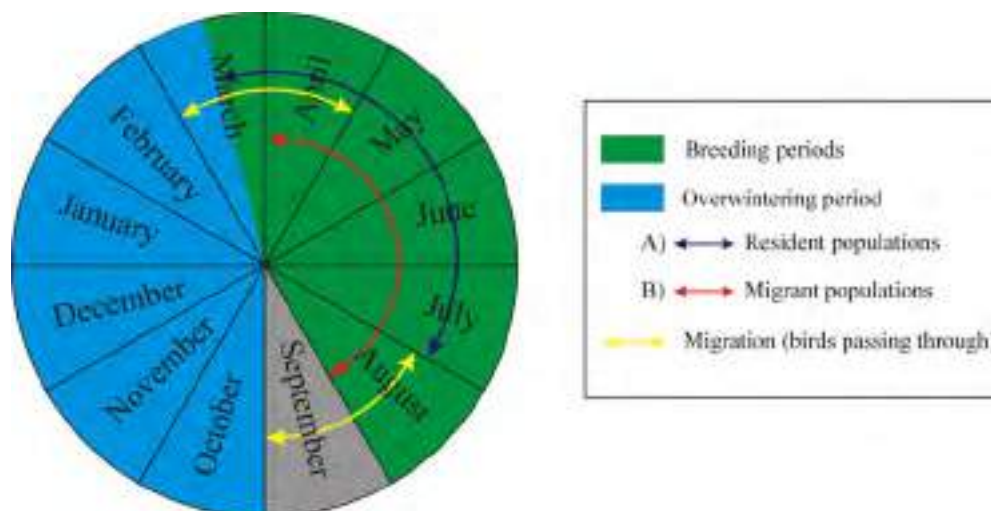 March
April
May
June
July
August
September
October
November
December
January
February
Breeding periods
Overwintering period
A) Resident populations
B) Migrant populations
Migration (birds passing through